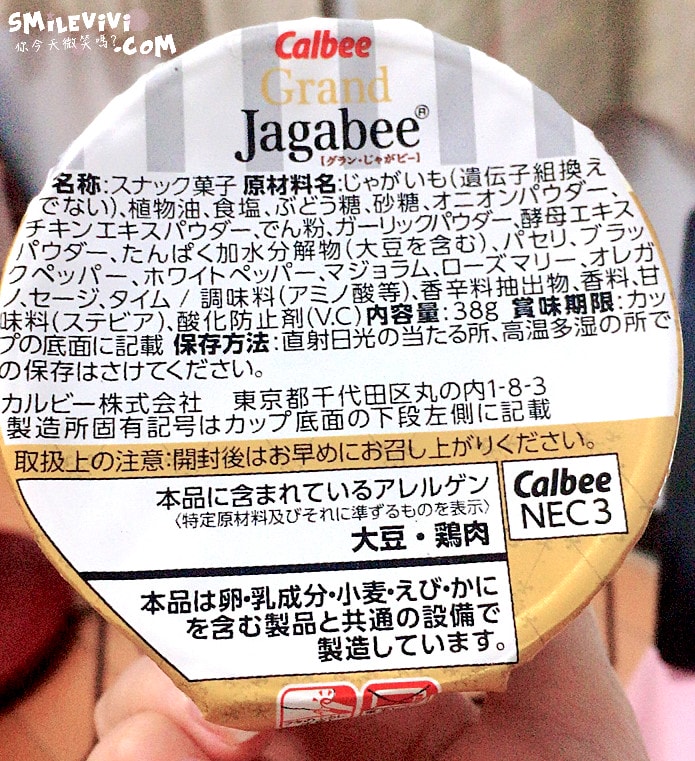 SMiLEViVi
你今天微笑嗎?.COM
Calbee
Grand
Jagabee®
【グラン・じゃがビー】
名称:スナック菓子 原材料名:じゃがいも(遺伝子組換え
でない)、植物油、食塩、ぶどう糖、砂糖、オニオンパウダー、
チキンエキスパウダー、でん粉、ガーリックパウダー、酵母エキス
パウダー、たんぱく加水分解物(大豆を含む)、パセリ、ブラッ
クペッパー、ホワイトペッパー、マジョラム、ローズマリー、オレガ
ノ、セージ、タイム / 調味料(アミノ酸等)、香辛料抽出物、香料、甘
味料(ステビア)、酸化防止剤(V.C) 内容量:38g 賞味期限:カッ
プの底面に記載 保存方法:直射日光の当たる所、高温多湿の所で
の保存はさけてください。
カルビー株式会社 東京都千代田区丸の内1-8-3
製造所固有記号はカップ底面の下段左側に記載
取扱上の注意:開封後はお早めにお召し上がりください。
本品に含まれているアレルゲン
〈特定原材料及びそれに準ずるものを表示〉
大豆・鶏肉
Calbee
NEC3
本品は卵・乳成分・小麦・えび・かに
を含む製品と共通の設備で
製造しています。